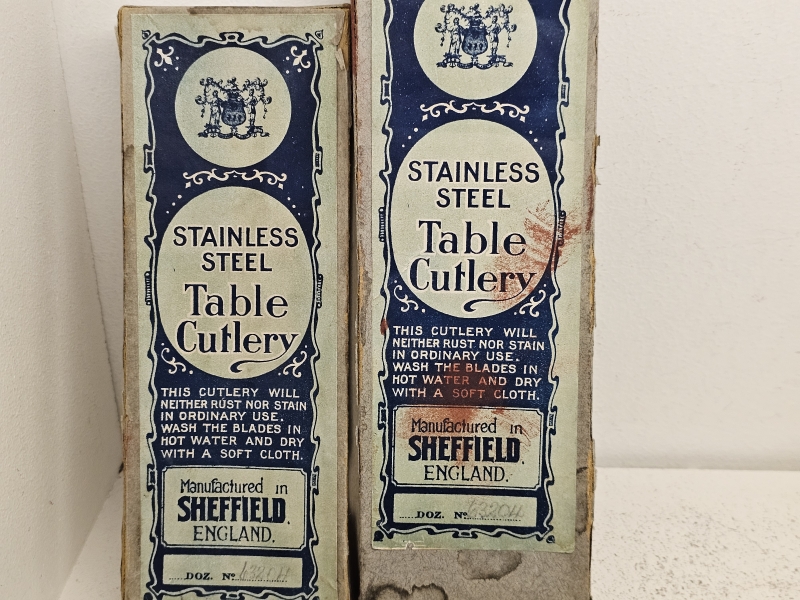 STAINLESS
STEEL
Table
Cutlery
THIS CUTLERY WILL
NEITHER RUST NOR STAIN
IN ORDINARY USE.
WASH THE BLADES IN
HOT WATER AND DRY
WITH A SOFT CLOTH.
Manufactured in
SHEFFIELD.
ENGLAND.
DOZ. Nº
STAINLESS
STEEL
Table
Cutlery
THIS CUTLERY WILL
NEITHER RUST NOR STAIN
IN ORDINARY USE.
WASH THE BLADES IN
HOT WATER AND DRY
WITH A SOFT CLOTH.
Manufactured in
SHEFFIELD.
ENGLAND.
DOZ. Nº 63204